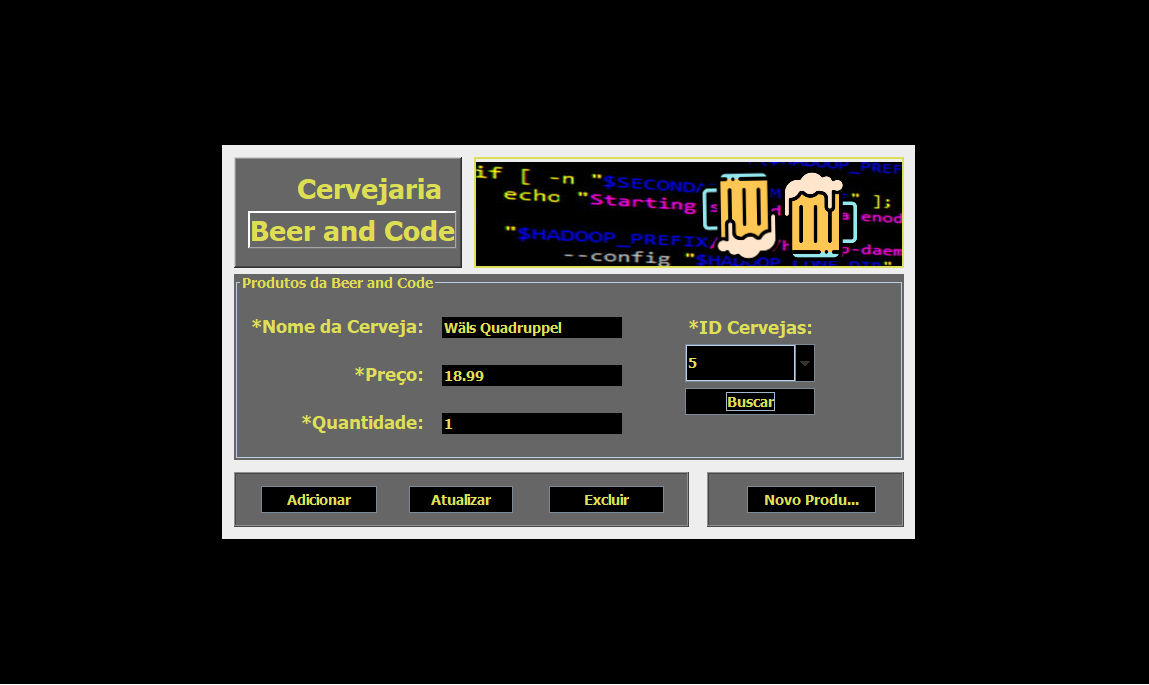 Cervejaria
Beer and Code
if [ -n "$SECONDA
" ];
echo "Starting
"$HADOOP_PREFIX/
--config "$HADOOP_CONF_DIR"
Produtos da Beer and Code
*Nome da Cerveja: Wäls Quadruppel
*ID Cervejas:
*Preço: 18.99
5
Buscar
*Quantidade: 1
Adicionar Atualizar Excluir Novo Produ...